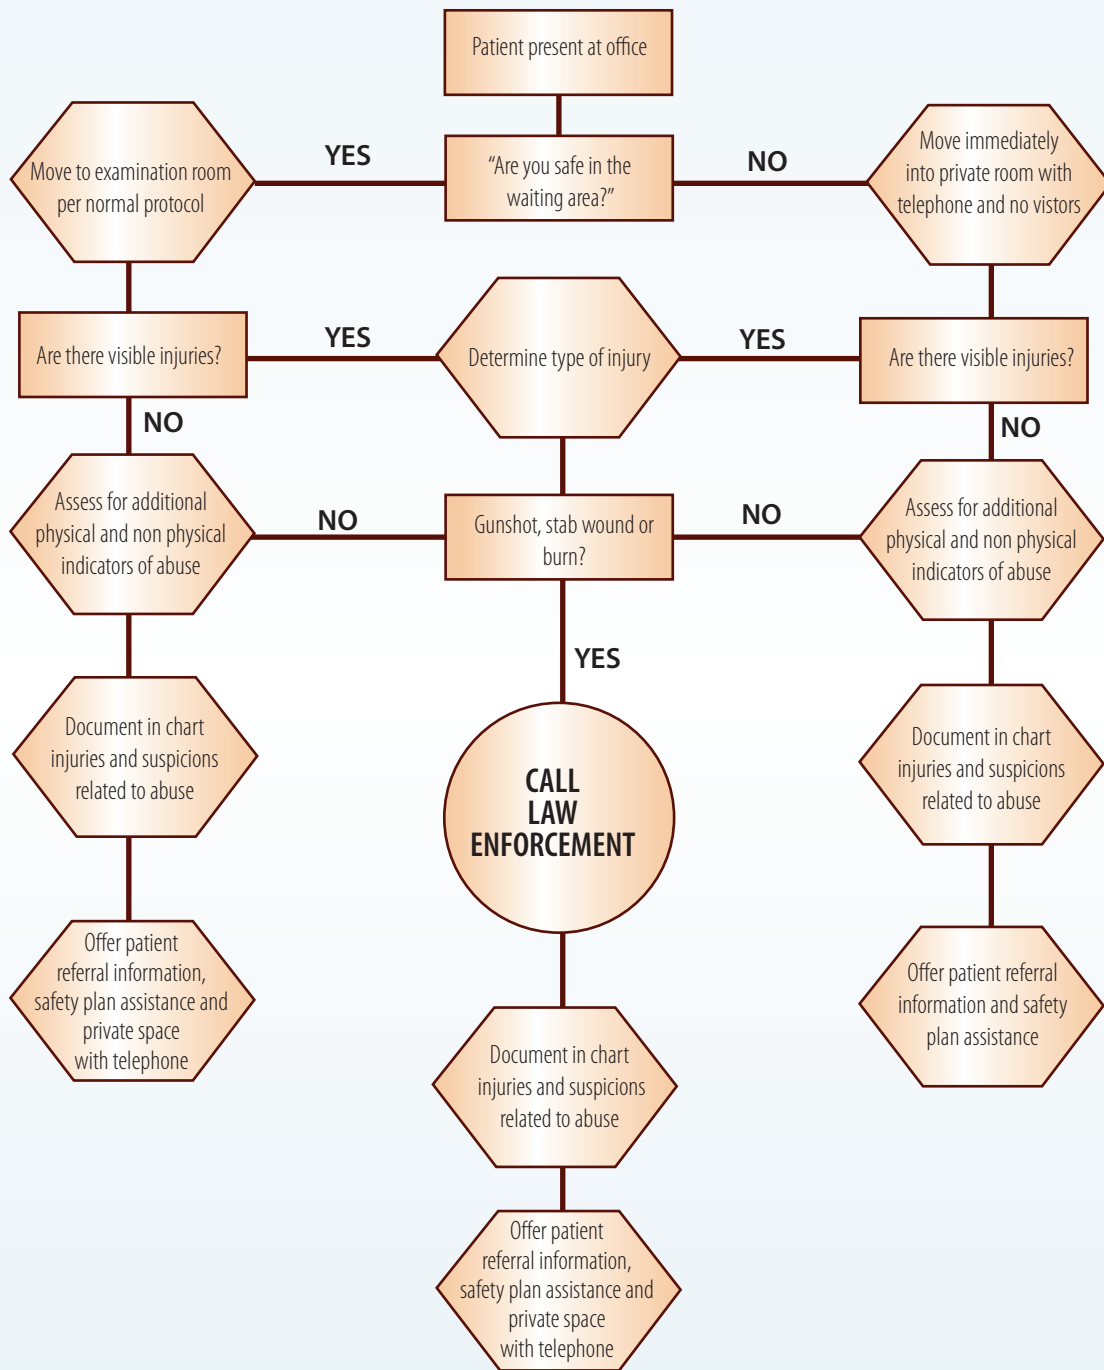 Patient present at office
Move to examination room
per normal protocol
YES
"Are you safe in the
waiting area?"
NO
Move immediately
into private room with
telephone and no vistors
Are there visible injuries?
YES
Determine type of injury
YES
Are there visible injuries?
NO
NO
Assess for additional
physical and non physical
indicators of abuse
NO
Gunshot, stab wound or
burn?
NO
Assess for additional
physical and non physical
indicators of abuse
YES
Document in chart
injuries and suspicions
related to abuse
CALL
LAW
ENFORCEMENT
Document in chart
injuries and suspicions
related to abuse
Offer patient
referral information,
safety plan assistance and
private space
with telephone
Offer patient referral
information and safety
plan assistance
Document in chart
injuries and suspicions
related to abuse
Offer patient
referral information,
safety plan assistance and
private space
with telephone